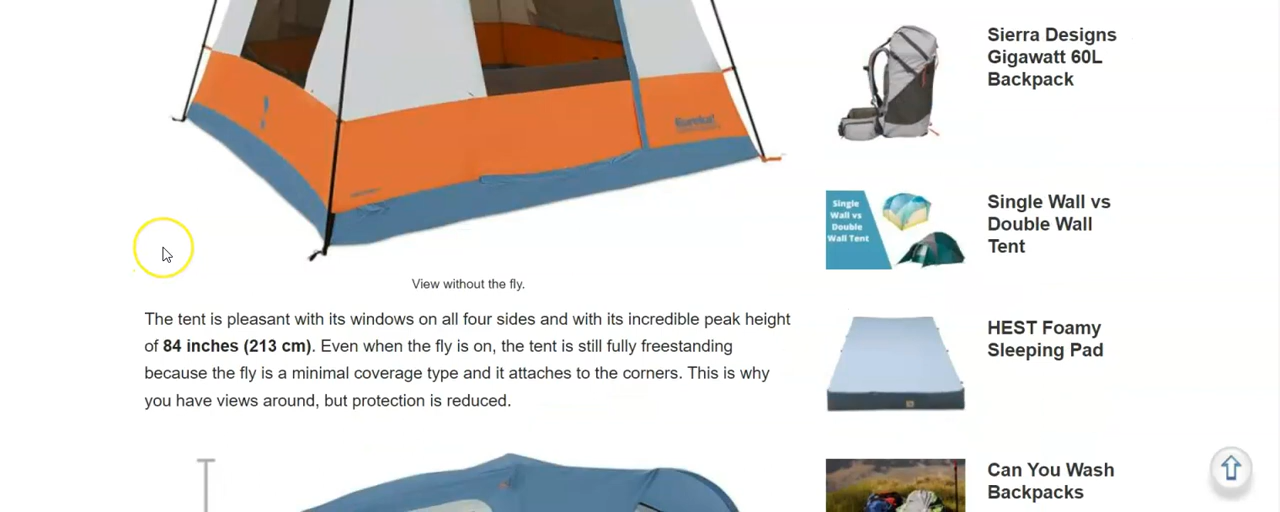 Eureka!
View without the fly.
The tent is pleasant with its windows on all four sides and with its incredible peak height
of 84 inches (213 cm). Even when the fly is on, the tent is still fully freestanding
because the fly is a minimal coverage type and it attaches to the corners. This is why
you have views around, but protection is reduced.
Sierra Designs
Gigawatt 60L
Backpack
Single
Wall vs
Double
Wall Tent
Single Wall vs
Double Wall
Tent
HEST Foamy
Sleeping Pad
Can You Wash
Backpacks